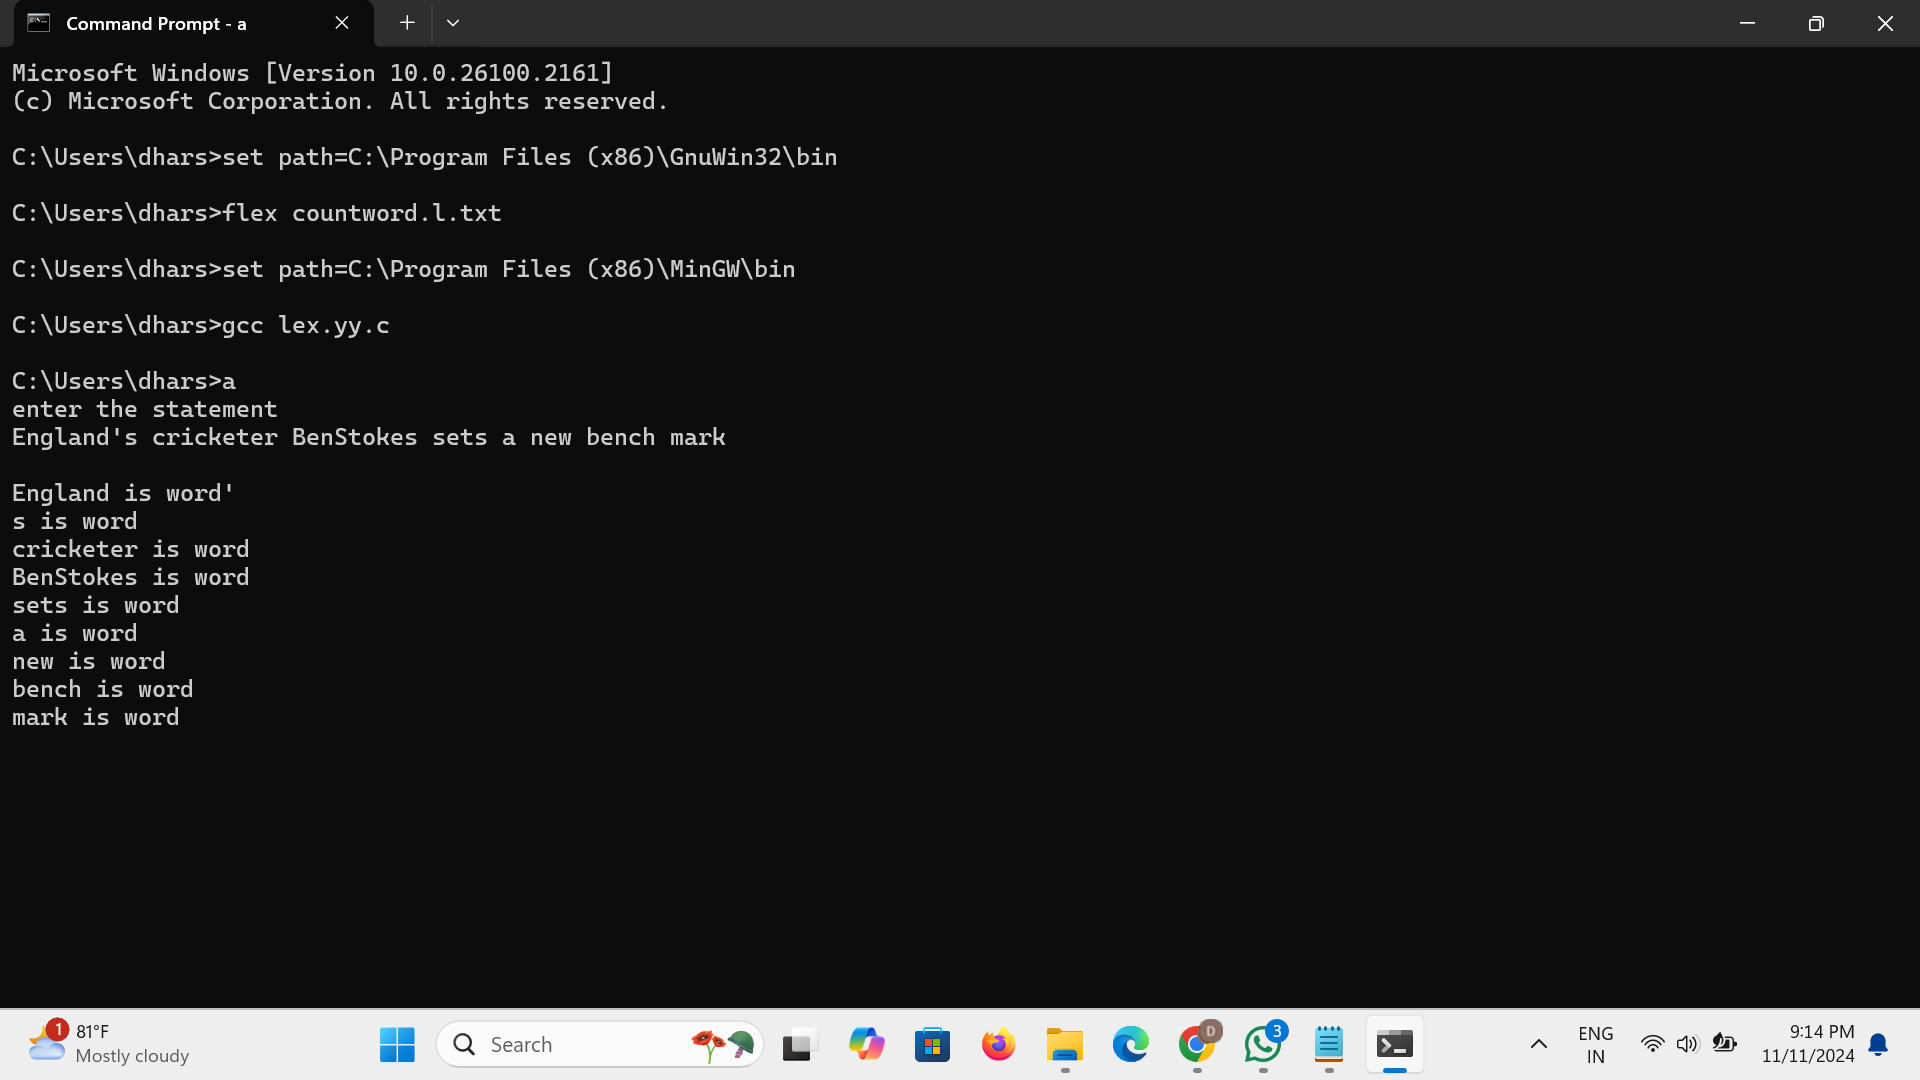 Command Prompt - a
Microsoft Windows [Version 10.0.26100.2161]
(c) Microsoft Corporation. All rights reserved.
C:\Users\dhars>set path=C:\Program Files (x86)\GnuWin32\bin
C:\Users\dhars>flex countword.l.txt
C:\Users\dhars>set path=C:\Program Files (x86)\MinGW\bin
C:\Users\dhars>gcc lex.yy.c
C:\Users\dhars>a
enter the statement
England's cricketer BenStokes sets a new bench mark
England is word'
s is word
cricketer is word
BenStokes is word
sets is word
a is word
new is word
bench is word
mark is word
1
81°F
Mostly cloudy
Search
D
3
ENG
IN
9:14 PM
11/11/2024